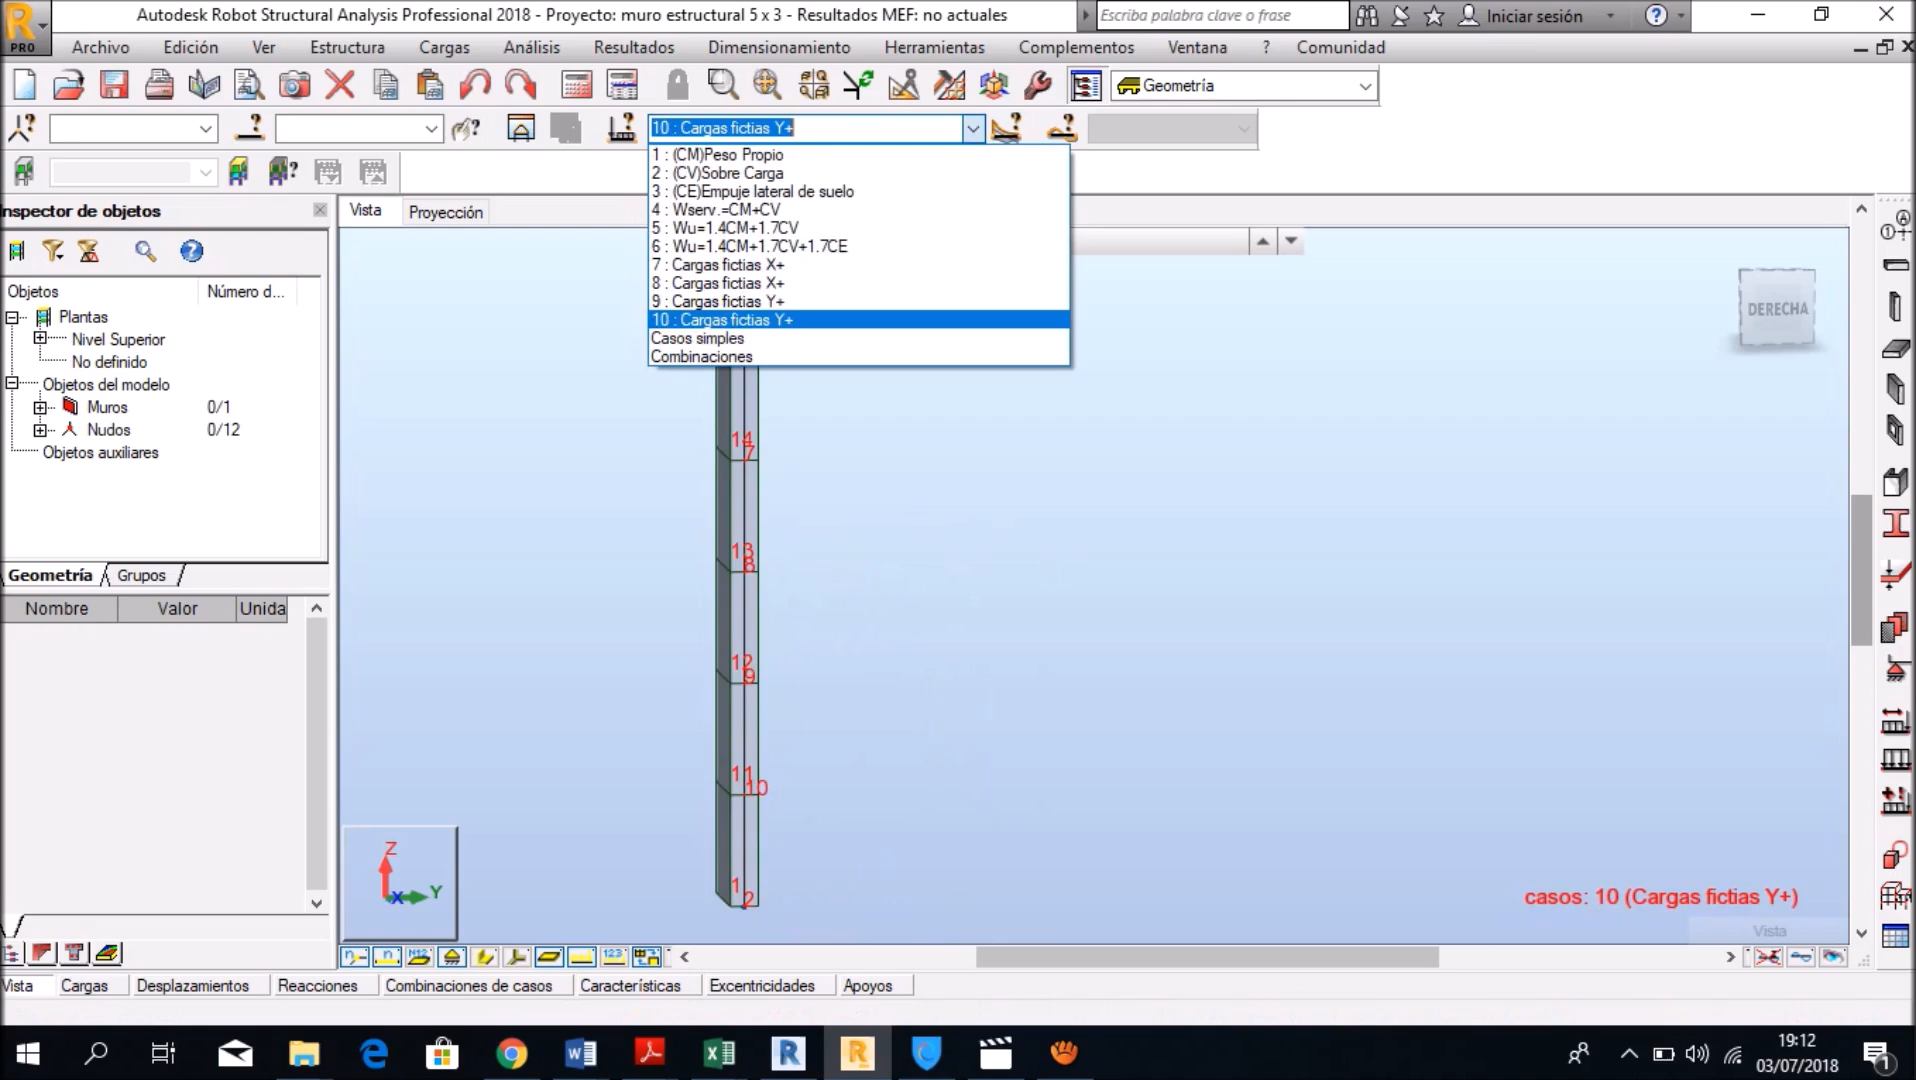 Autodesk Robot Structural Analysis Professional 2018 - Proyecto: muro estructural 5 x 3 - Resultados MEF: no actuales
Escriba palabra clave o frase
Iniciar sesión
PRO
Archivo Edición Ver Estructura Cargas Análisis Resultados Dimensionamiento Herramientas Complementos Ventana ? Comunidad
Geometría
10 : Cargas fictias Y+
1 : (CM)Peso Propio
2 : (CV)Sobre Carga
3 : (CE)Empuje lateral de suelo
4 : Wserv.=CM+CV
5 : Wu=1.4CM+1.7CV
6 : Wu=1.4CM+1.7CV+1.7CE
7 : Cargas fictias X+
8 : Cargas fictias X+
9 : Cargas fictias Y+
10 : Cargas fictias Y+
Casos simples
Combinaciones
nspector de objetos
Vista Proyección
Objetos Número d...
Plantas
Nivel Superior
No definido
Objetos del modelo
Muros 0/1
Nudos 0/12
Objetos auxiliares
Geometría Grupos
Nombre Valor Unida
DERECHA
14
7
13
8
12
9
11
10
1
2
Z
X Y
casos: 10 (Cargas fictias Y+)
Vista
Vista Cargas Desplazamientos Reacciones Combinaciones de casos Características Excentricidades Apoyos
19:12
03/07/2018
1